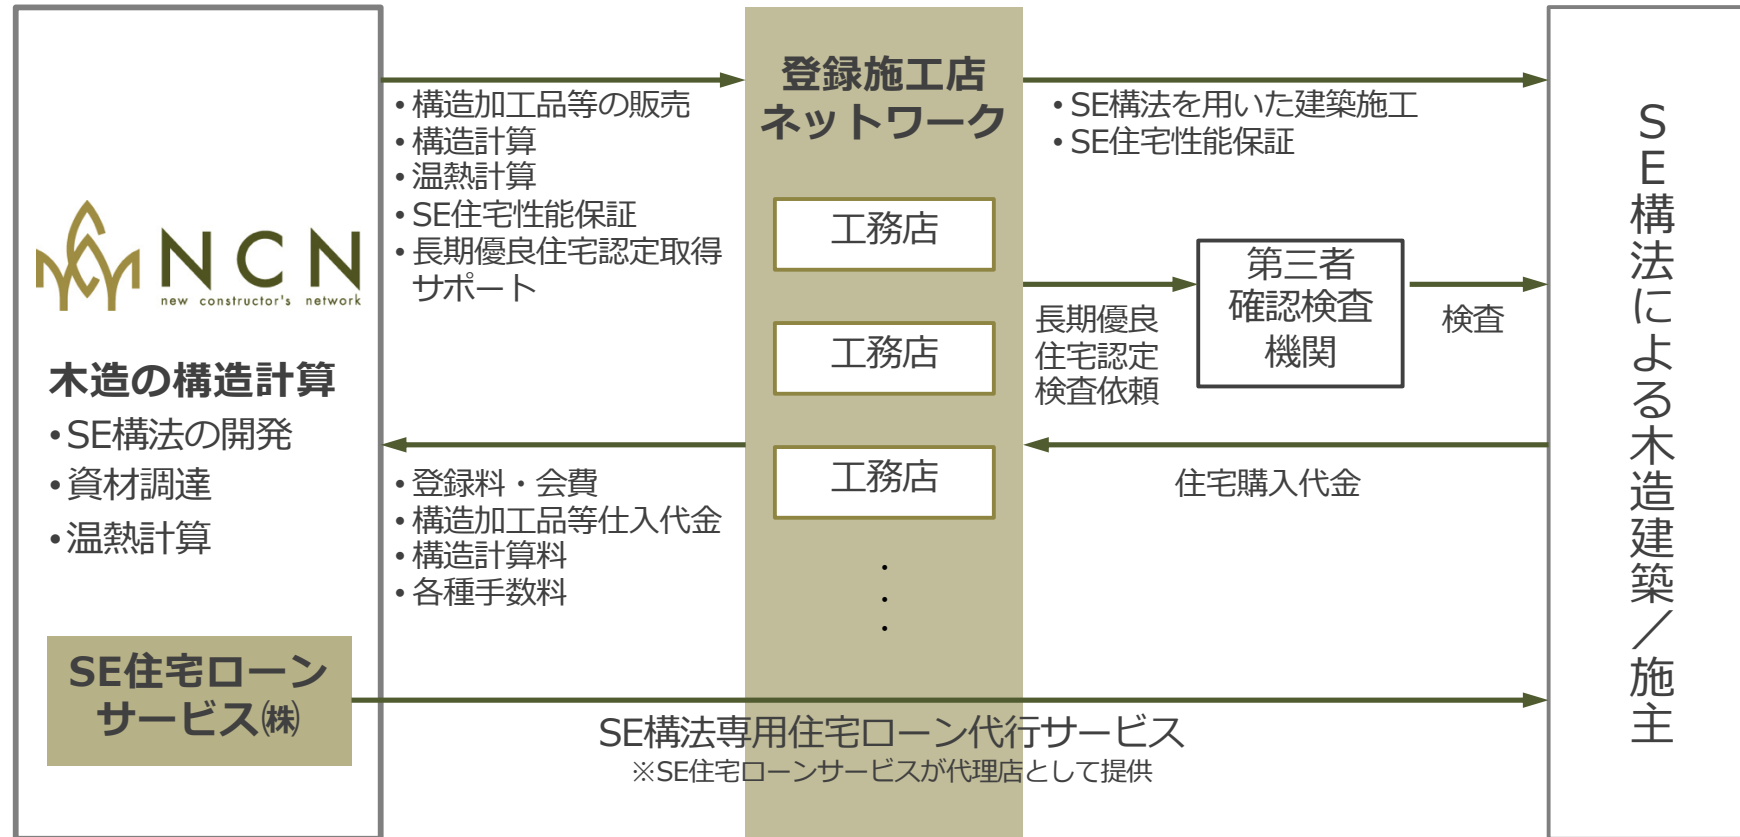 NCN
new constructor's network
木造の構造計算
•SE構法の開発
•資材調達
•温熱計算
SE住宅ローン
サービス㈱
• 構造加工品等の販売
• 構造計算
• 温熱計算
• SE住宅性能保証
• 長期優良住宅認定取得
サポート
• 登録料・会費
• 構造加工品等仕入代金
• 構造計算料
• 各種手数料
登録施工店
ネットワーク
工務店
工務店
工務店
・
・
・
• SE構法を用いた建築施工
• SE住宅性能保証
長期優良
住宅認定
検査依頼
第三者
確認検査
機関
検査
住宅購入代金
SE構法専用住宅ローン代行サービス
※SE住宅ローンサービスが代理店として提供
SE構法による木造建築／施主